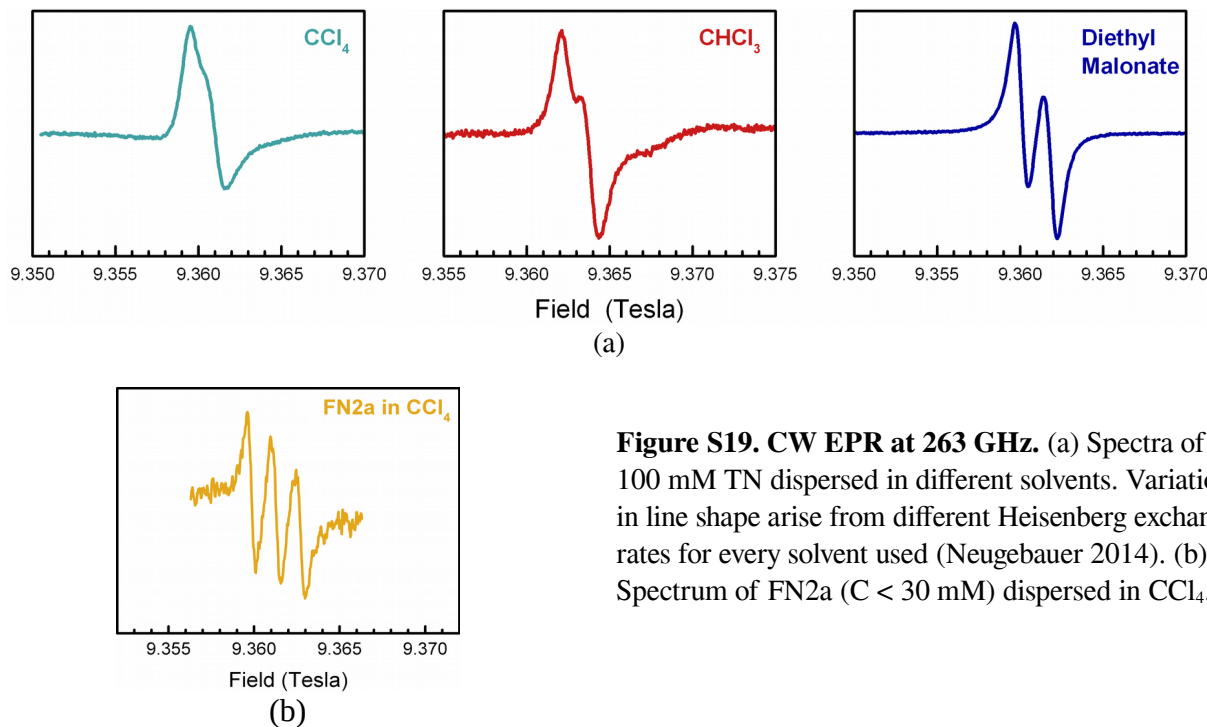 CCl₄
CHCl₃
Diethyl
Malonate
9.350 9.355 9.360 9.365 9.370
9.355 9.360 9.365 9.370 9.375
9.350 9.355 9.360 9.365 9.370
Field (Tesla)
(a)
FN2a in CCl₄
9.355 9.360 9.365 9.370
Field (Tesla)
(b)
Figure S19. CW EPR at 263 GHz. (a) Spectra of
100 mM TN dispersed in different solvents. Variatio
in line shape arise from different Heisenberg exchan
rates for every solvent used (Neugebauer 2014). (b)
Spectrum of FN2a (C < 30 mM) dispersed in CCl₄.